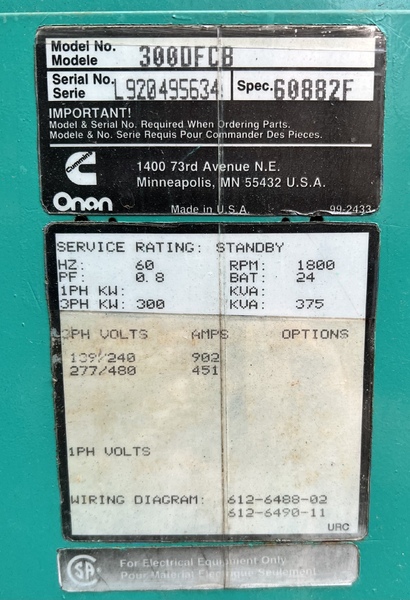 Model No.
Modele 300DFCB
Serial No.
Serie L920495634 Spec. 60882F
IMPORTANT!
Model & Serial No. Required When Ordering Parts.
Modele & No. Serie Requis Pour Commander Des Pieces.
Cummins
1400 73rd Avenue N.E.
Minneapolis, MN 55432 U.S.A.
Onan
Made in U.S.A. 99-2433
SERVICE RATING: STANDBY
HZ: 60 RPM: 1800
PF: 0.8 BAT: 24
1PH KW: KVA:
3PH KW: 300 KVA: 375
3PH VOLTS AMPS OPTIONS
139/240 902
277/480 451
1PH VOLTS
WIRING DIAGRAM: 612-6488-02
612-6490-11
URC
For Electrical Equipment Only
Pour Materiel Electrique Seulement